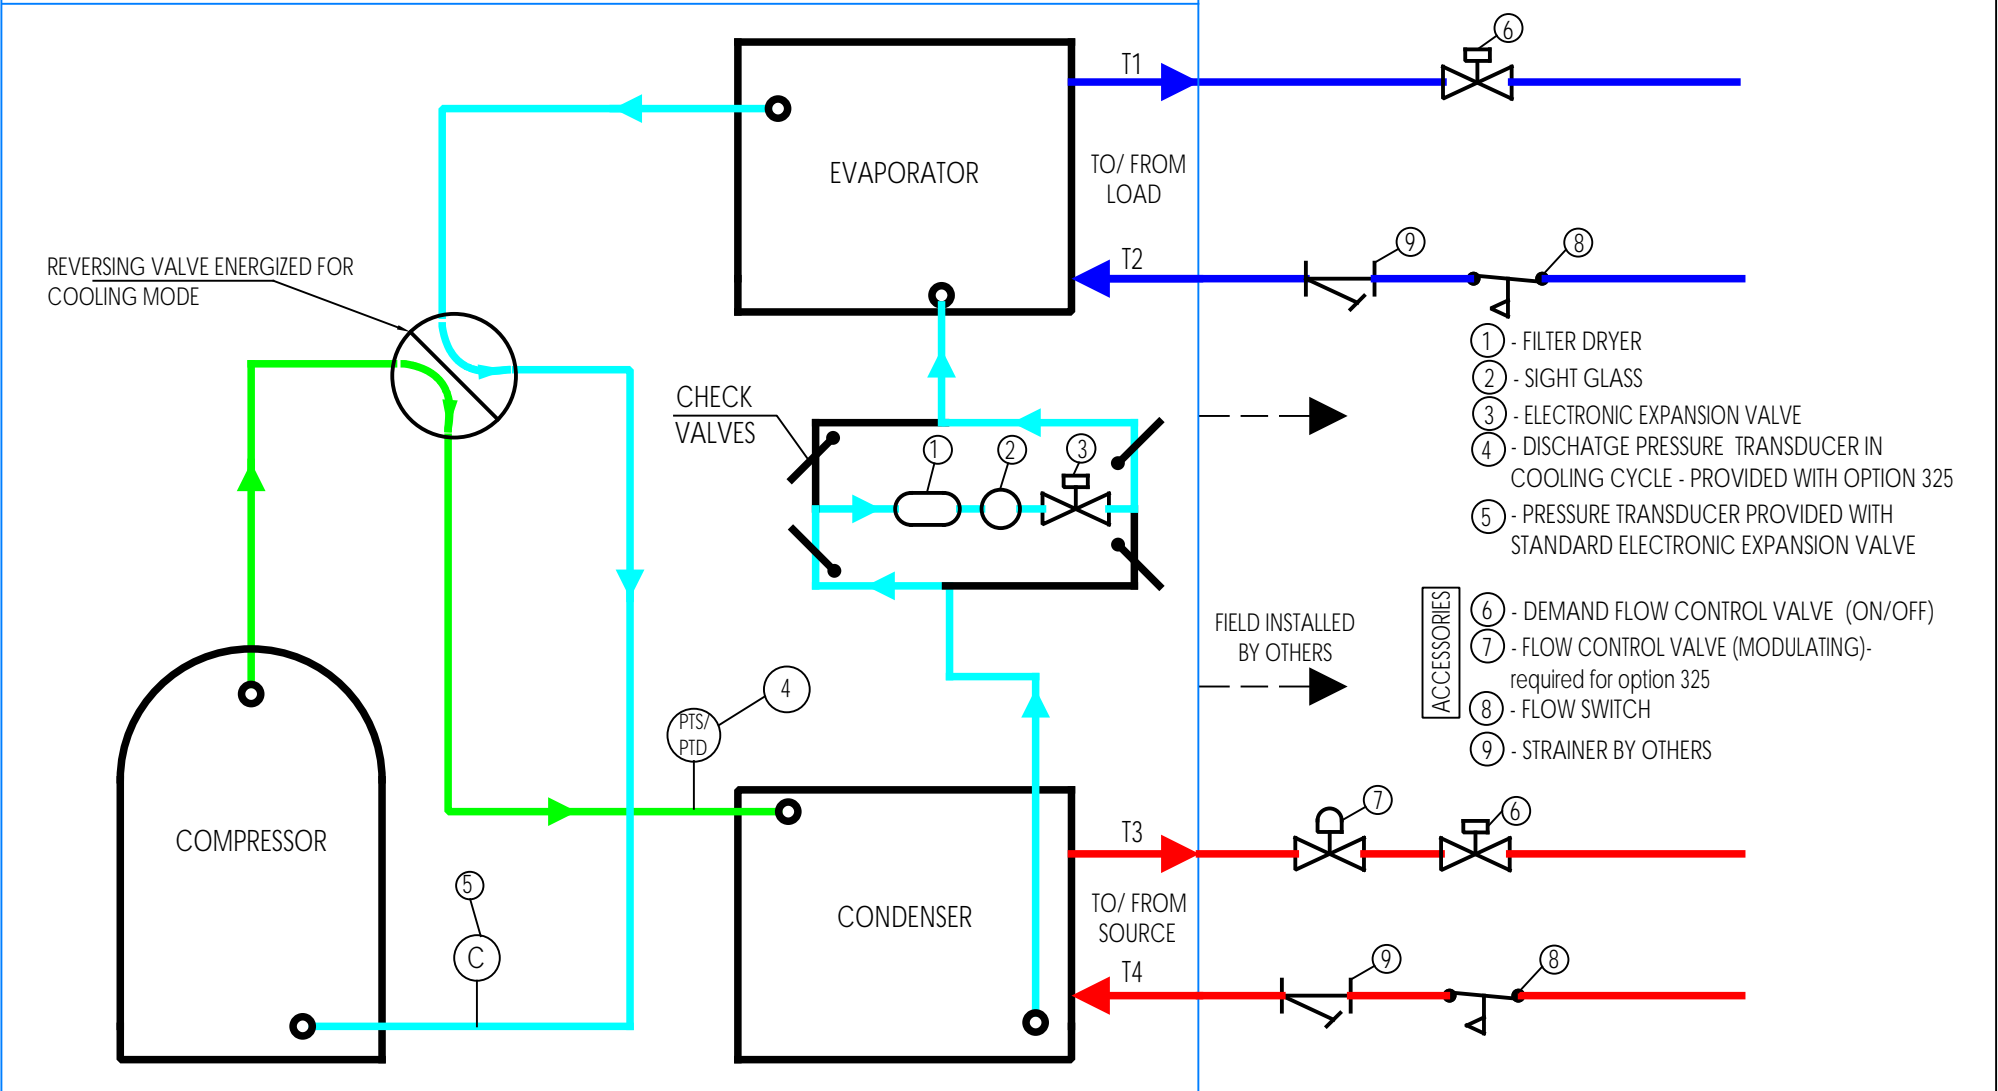 6
T1
EVAPORATOR
TO/ FROM
LOAD
9
8
T2
REVERSING VALVE ENERGIZED FOR
COOLING MODE
1 - FILTER DRYER
2 - SIGHT GLASS
3 - ELECTRONIC EXPANSION VALVE
4 - DISCHATGE PRESSURE TRANSDUCER IN
COOLING CYCLE - PROVIDED WITH OPTION 325
5 - PRESSURE TRANSDUCER PROVIDED WITH
STANDARD ELECTRONIC EXPANSION VALVE
CHECK
VALVES
1
2
3
FIELD INSTALLED
BY OTHERS
ACCESSORIES
6 - DEMAND FLOW CONTROL VALVE (ON/OFF)
7 - FLOW CONTROL VALVE (MODULATING)-
required for option 325
8 - FLOW SWITCH
9 - STRAINER BY OTHERS
4
PTS/
PTD
COMPRESSOR
5
C
CONDENSER
T3
7
6
TO/ FROM
SOURCE
T4
9
8